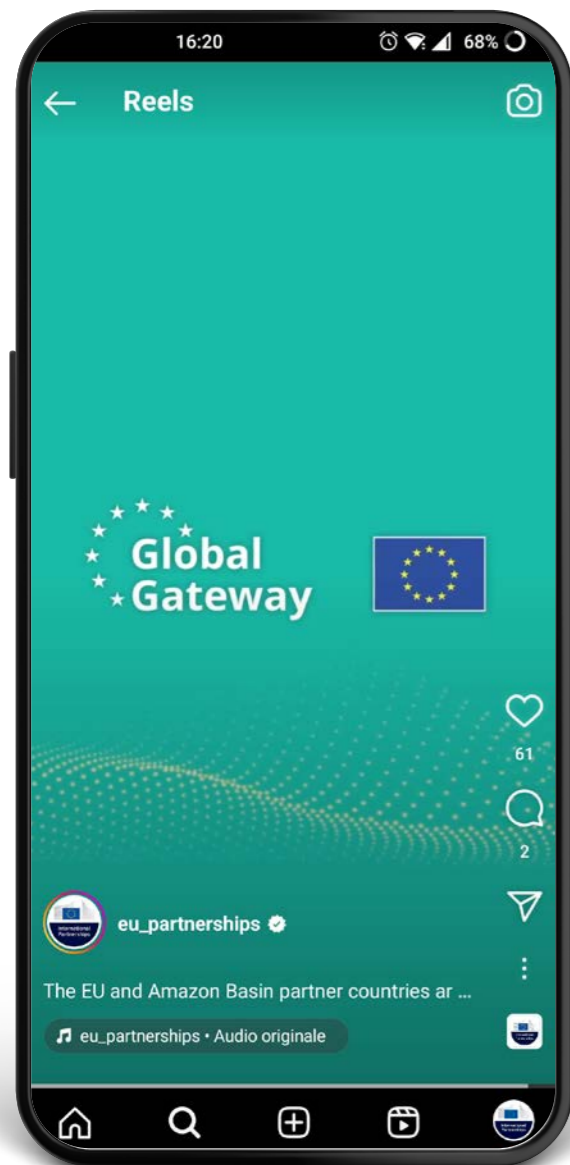 16:20
68%
Reels
Global
Gateway
61
2
eu_partnerships
The EU and Amazon Basin partner countries ar ...
eu_partnerships • Audio originale